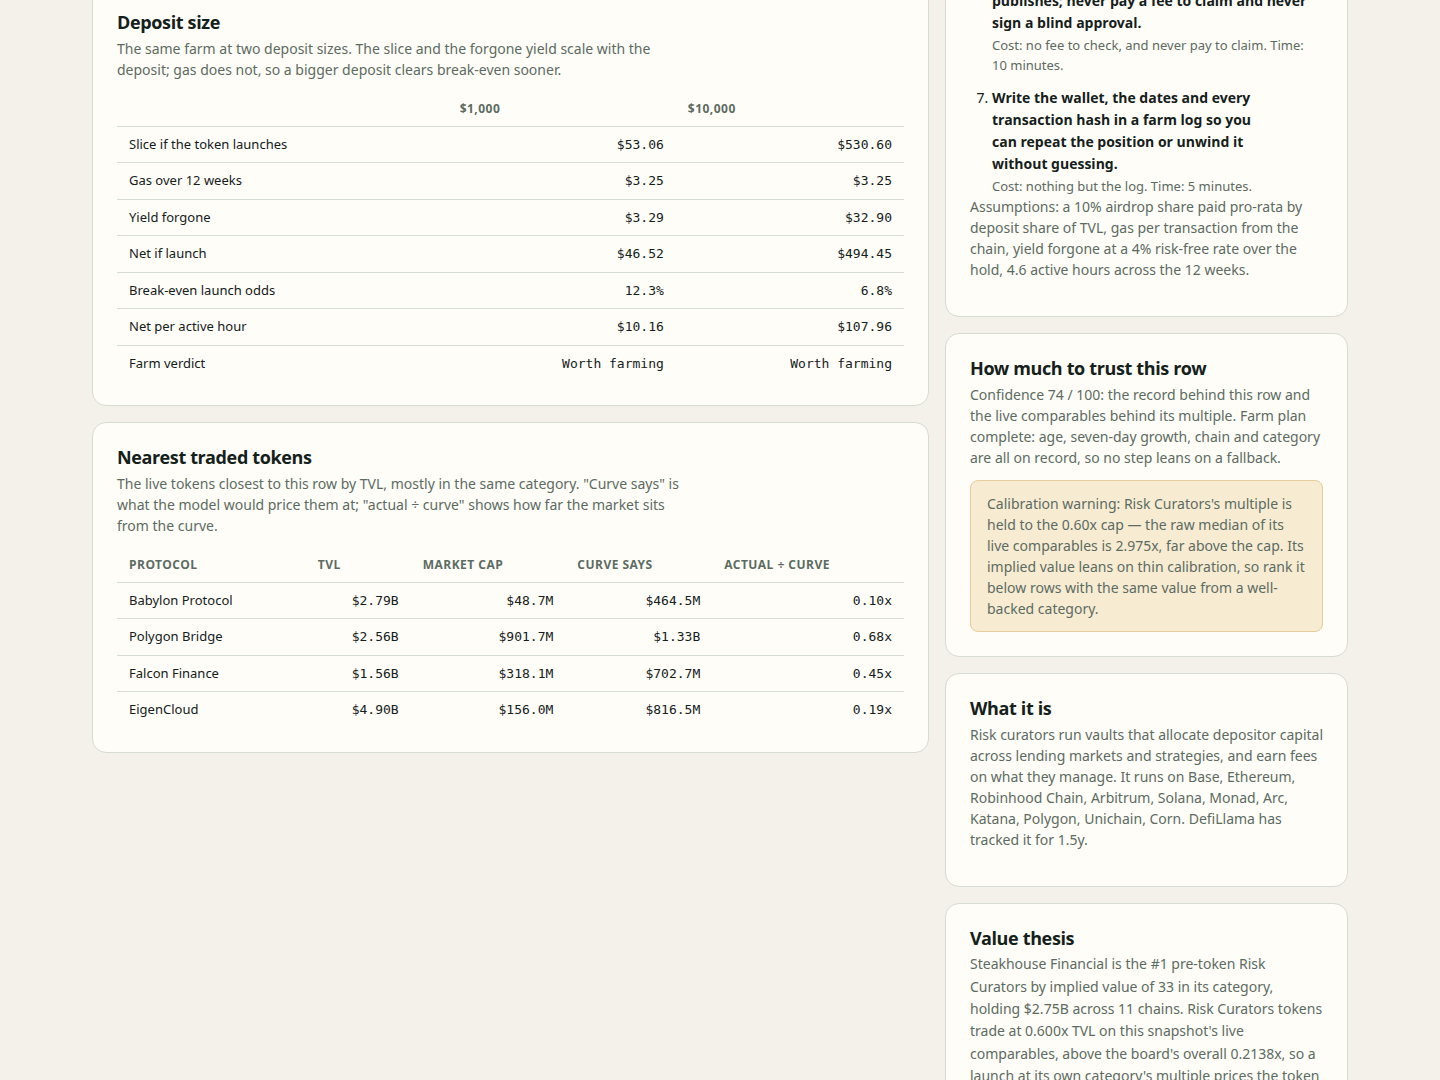 Deposit size
The same farm at two deposit sizes. The slice and the forgone yield scale with the
deposit; gas does not, so a bigger deposit clears break-even sooner.
$1,000 $10,000
Slice if the token launches $53.06 $530.60
Gas over 12 weeks $3.25 $3.25
Yield forgone $3.29 $32.90
Net if launch $46.52 $494.45
Break-even launch odds 12.3% 6.8%
Net per active hour $10.16 $107.96
Farm verdict Worth farming Worth farming
Nearest traded tokens
The live tokens closest to this row by TVL, mostly in the same category. "Curve says" is
what the model would price them at; "actual ÷ curve" shows how far the market sits
from the curve.
PROTOCOL TVL MARKET CAP CURVE SAYS ACTUAL ÷ CURVE
Babylon Protocol $2.79B $48.7M $464.5M 0.10x
Polygon Bridge $2.56B $901.7M $1.33B 0.68x
Falcon Finance $1.56B $318.1M $702.7M 0.45x
EigenCloud $4.90B $156.0M $816.5M 0.19x
publishes; never pay a fee to claim and never
sign a blind approval.
Cost: no fee to check, and never pay to claim. Time:
10 minutes.
7. Write the wallet, the dates and every
transaction hash in a farm log so you
can repeat the position or unwind it
without guessing.
Cost: nothing but the log. Time: 5 minutes.
Assumptions: a 10% airdrop share paid pro-rata by
deposit share of TVL, gas per transaction from the
chain, yield forgone at a 4% risk-free rate over the
hold, 4.6 active hours across the 12 weeks.
How much to trust this row
Confidence 74 / 100: the record behind this row and
the live comparables behind its multiple. Farm plan
complete: age, seven-day growth, chain and category
are all on record, so no step leans on a fallback.
Calibration warning: Risk Curators's multiple is
held to the 0.60x cap — the raw median of its
live comparables is 2.975x, far above the cap. Its
implied value leans on thin calibration, so rank it
below rows with the same value from a well-
backed category.
What it is
Risk curators run vaults that allocate depositor capital
across lending markets and strategies, and earn fees
on what they manage. It runs on Base, Ethereum,
Robinhood Chain, Arbitrum, Solana, Monad, Arc,
Katana, Polygon, Unichain, Corn. DefiLlama has
tracked it for 1.5y.
Value thesis
Steakhouse Financial is the #1 pre-token Risk
Curators by implied value of 33 in its category,
holding $2.75B across 11 chains. Risk Curators tokens
trade at 0.600x TVL on this snapshot's live
comparables, above the board's overall 0.2138x, so a
launch at its own category's multiple prices the token